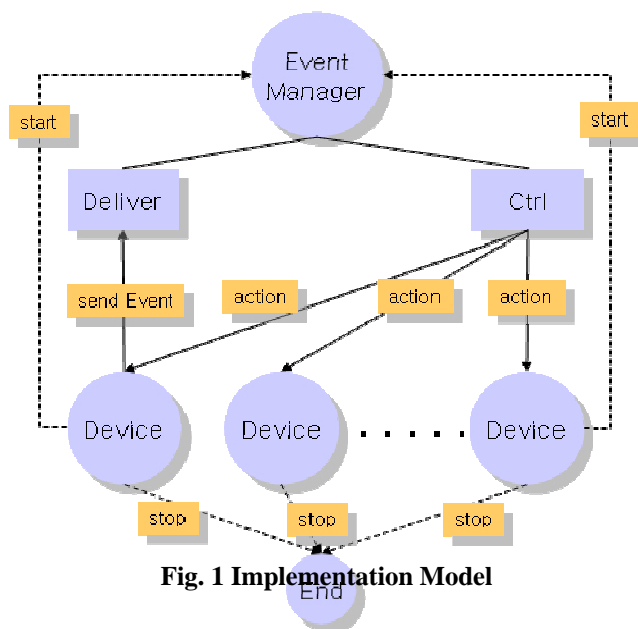 Event
Manager
start
start
Deliver
Ctrl
send Event
action
action
action
Device
Device
. . . . .
Device
stop
stop
stop
Fig. 1 Implementation Model
End